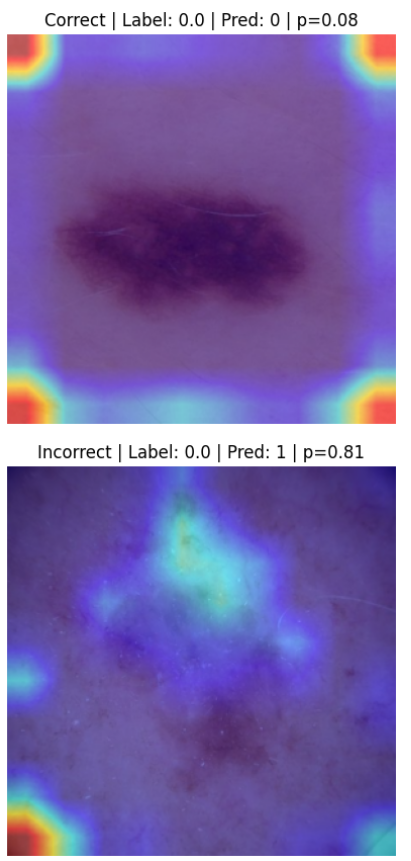 Correct | Label: 0.0 | Pred: 0 | p=0.08
Incorrect | Label: 0.0 | Pred: 1 | p=0.81